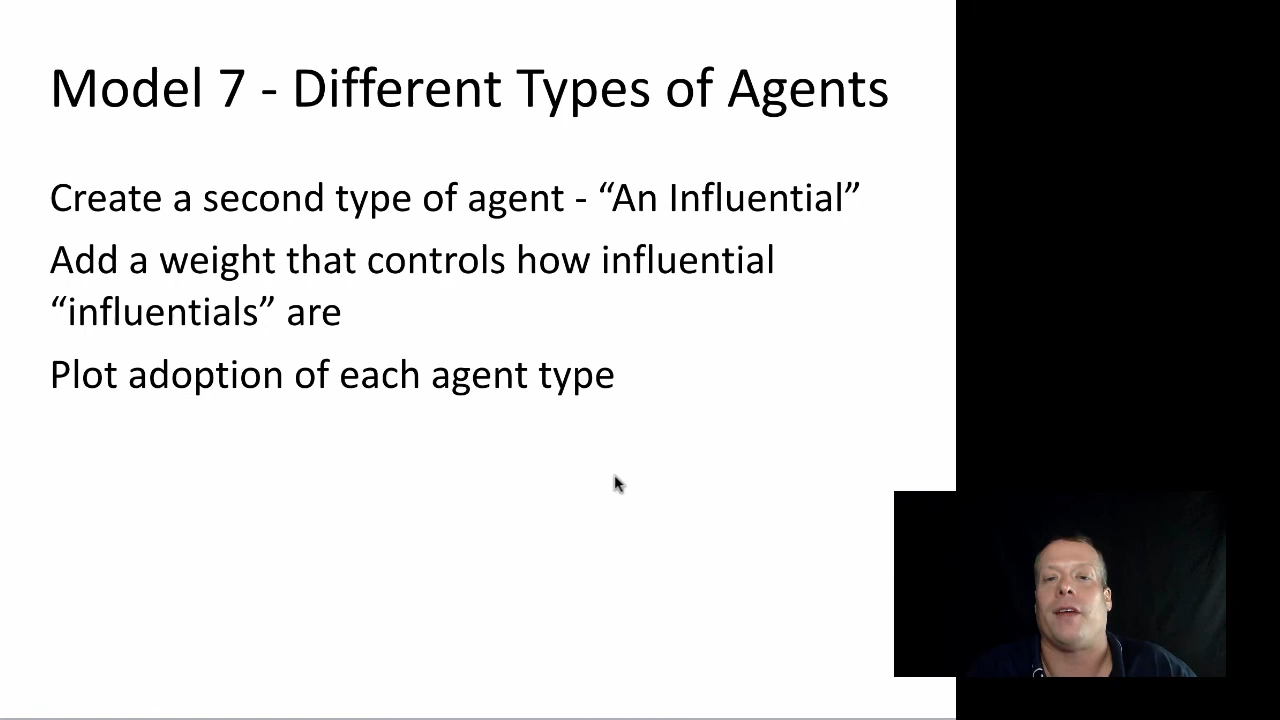 Model 7 - Different Types of Agents
Create a second type of agent - “An Influential”
Add a weight that controls how influential
“influentials” are
Plot adoption of each agent type